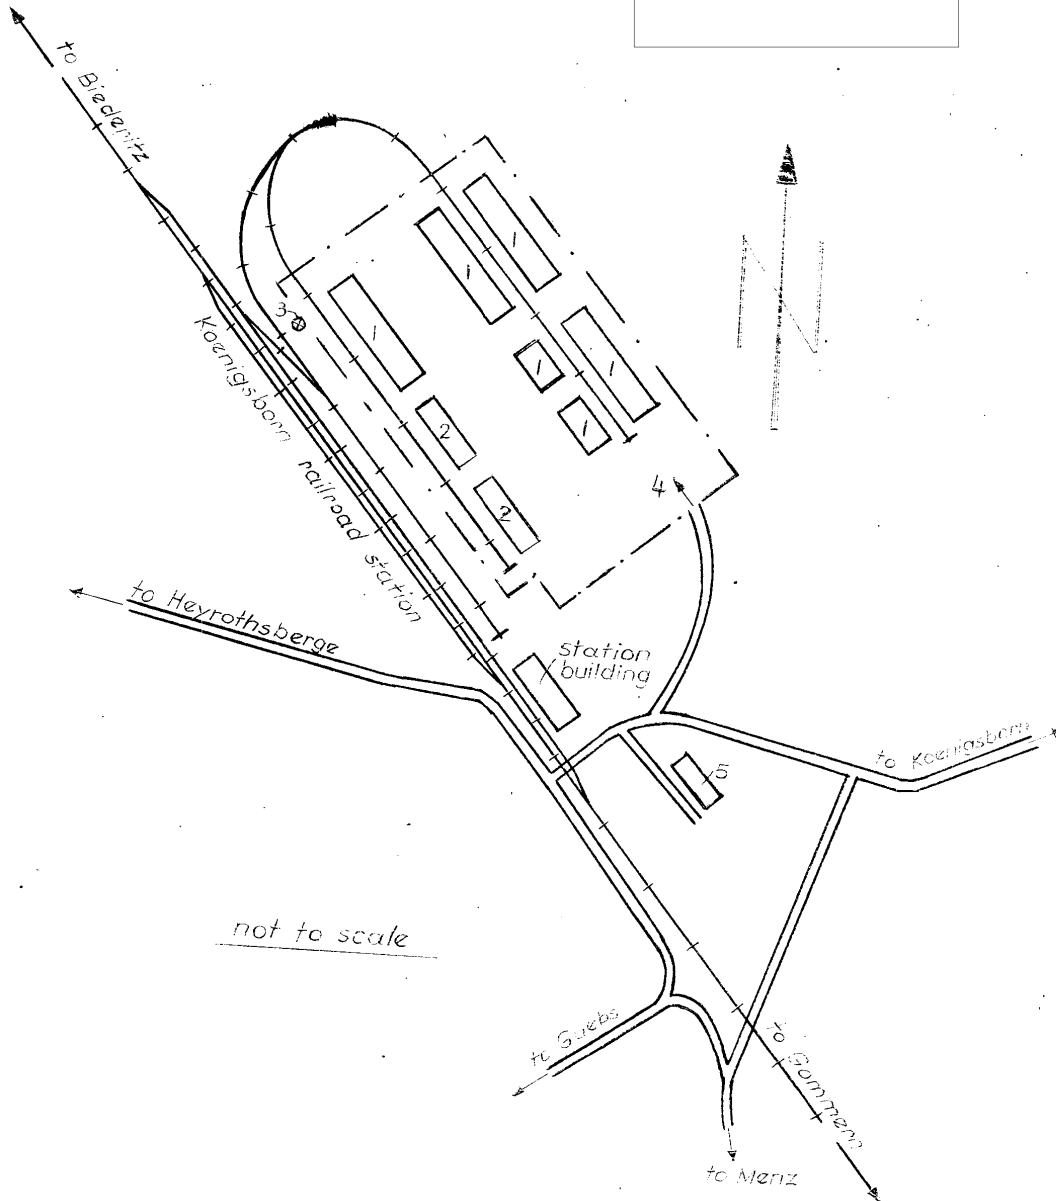 to Biederitz
N
1
1
1
1
1
1
2
2
3
4
Koenigsborn railroad station
to Heyrothsberge
station
building
to Koenigsborn
5
not to scale
to Guebs
to Gommern
to Menz